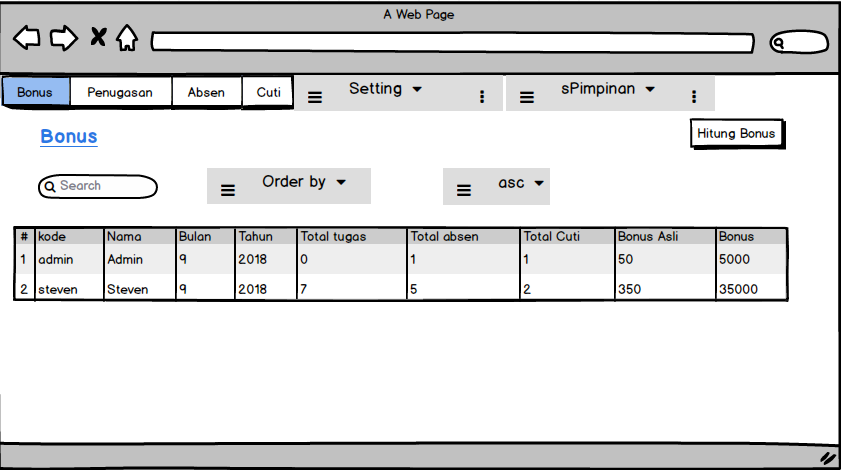 A Web Page
Bonus Penugasan Absen Cuti Setting sPimpinan
Bonus
Hitung Bonus
Search Order by asc
# kode Nama Bulan Tahun Total tugas Total absen Total Cuti Bonus Asli Bonus
1 admin Admin 9 2018 0 1 1 50 5000
2 steven Steven 9 2018 7 5 2 350 35000